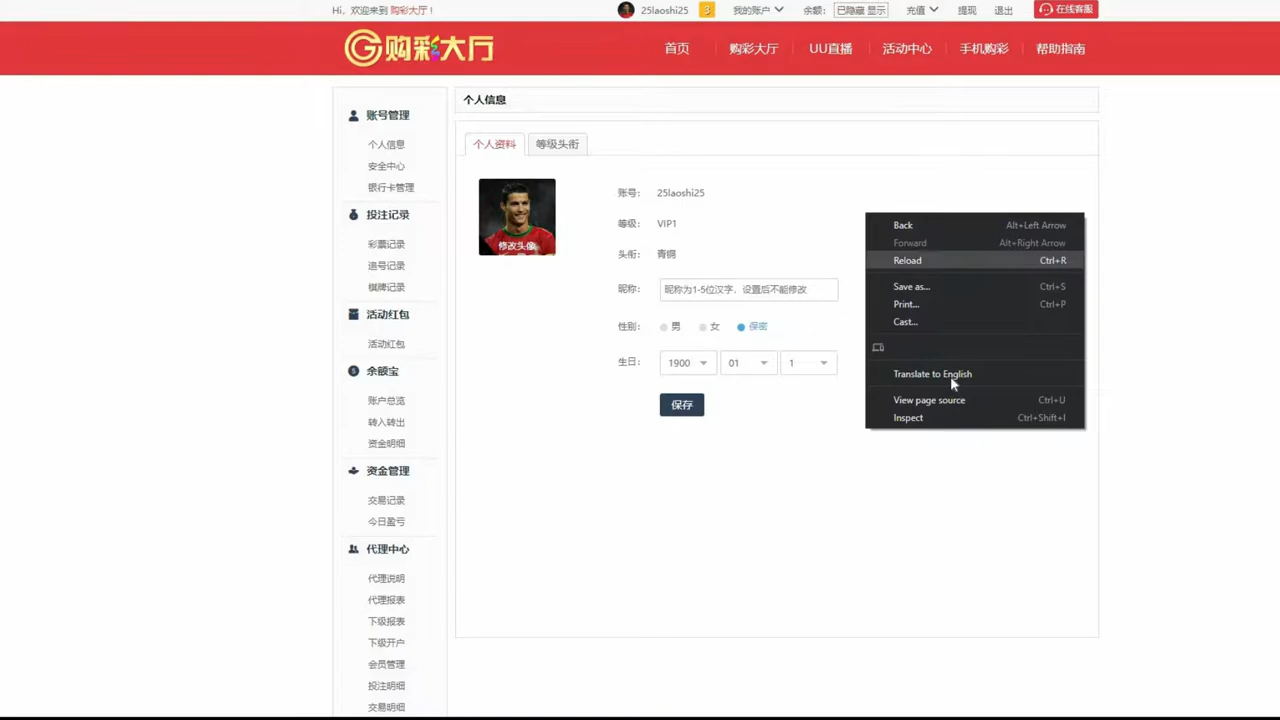 Hi，欢迎来到 购彩大厅！
25laoshi25
3
我的账户
余额：
已隐藏 显示
充值
提现
退出
在线客服
购彩大厅
首页
购彩大厅
UU直播
活动中心
手机购彩
帮助指南
账号管理
个人信息
安全中心
银行卡管理
投注记录
彩票记录
追号记录
棋牌记录
活动红包
活动红包
余额宝
账户总览
转入转出
资金明细
资金管理
交易记录
今日盈亏
代理中心
代理说明
代理报表
下级报表
下级开户
会员管理
投注明细
交易明细
个人信息
个人资料
等级头衔
修改头像
账号： 25laoshi25
等级： VIP1
头衔： 青铜
昵称： 昵称为1-5位汉字，设置后不能修改
性别： 男 女 保密
生日： 1900 01 1
保存
Back Alt+Left Arrow
Forward Alt+Right Arrow
Reload Ctrl+R
Save as... Ctrl+S
Print... Ctrl+P
Cast...
Translate to English
View page source Ctrl+U
Inspect Ctrl+Shift+I